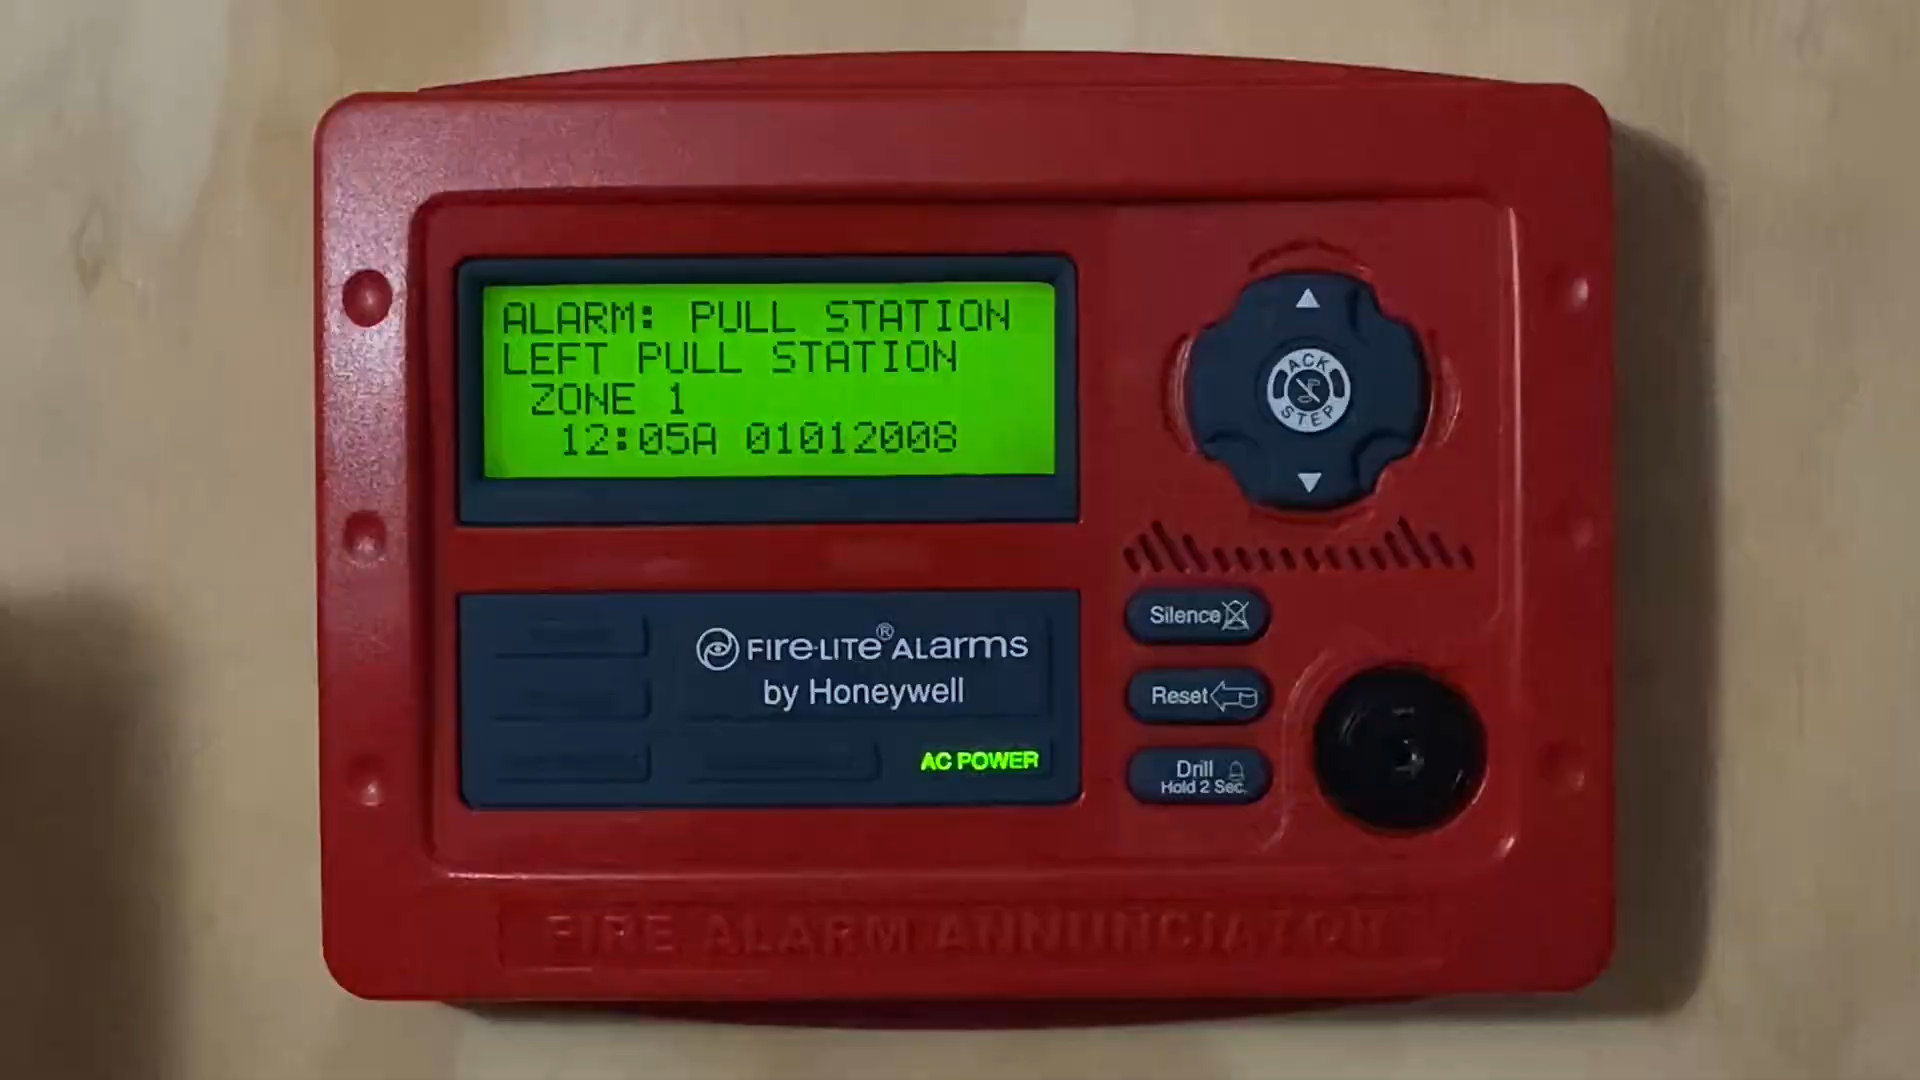 ALARM: PULL STATION
LEFT PULL STATION
ZONE 1
12:05A 01012008
ACK
STEP
FIRE·LITE® ALARMS
by Honeywell
AC POWER
Silence
Reset
Drill
Hold 2 Sec.
FIRE ALARM ANNUNCIATOR